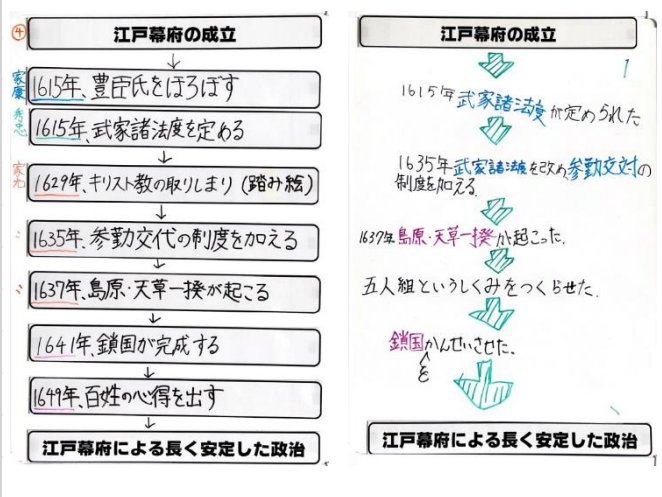 ④
江戸幕府の成立
家康
秀忠
1615年、豊臣氏をほろぼす
1615年、武家諸法度を定める
家光
1629年、キリスト教の取りしまり(踏み絵)
1635年、参勤交代の制度を加える
1637年、島原・天草一揆が起こる
1641年、鎖国が完成する
1649年、百姓の心得を出す
江戸幕府による長く安定した政治
江戸幕府の成立
1
1615年武家諸法度が定められた
1635年武家諸法度を改め、参勤交対の
制度を加える
1637年島原・天草一揆が起こった。
五人組というしくみをつくらせた。
鎖国かんせいさせた。
を
江戸幕府による長く安定した政治